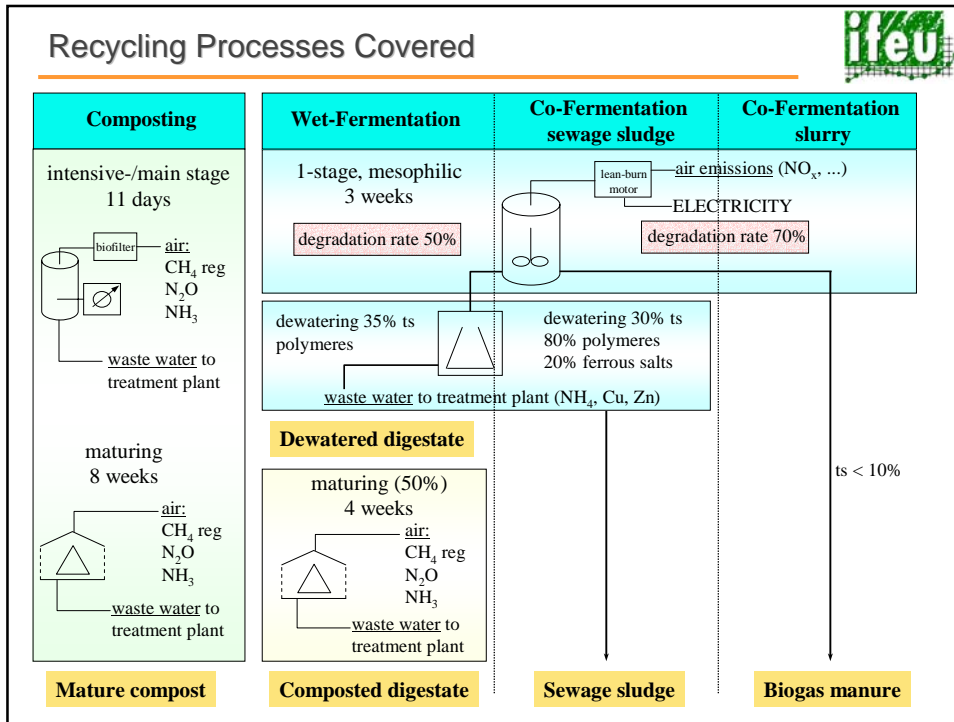 Recycling Processes Covered
ifeu
Composting
intensive-/main stage
11 days
biofilter
air:
CH₄ reg
N₂O
NH₃
waste water to
treatment plant
maturing
8 weeks
air:
CH₄ reg
N₂O
NH₃
waste water to
treatment plant
Mature compost
Wet-Fermentation
Co-Fermentation
sewage sludge
Co-Fermentation
slurry
1-stage, mesophilic
3 weeks
degradation rate 50%
lean-burn
motor
air emissions (NOₓ, ...)
ELECTRICITY
degradation rate 70%
dewatering 35% ts
polymeres
dewatering 30% ts
80% polymeres
20% ferrous salts
waste water to treatment plant (NH₄, Cu, Zn)
Dewatered digestate
maturing (50%)
4 weeks
air:
CH₄ reg
N₂O
NH₃
waste water to
treatment plant
ts < 10%
Composted digestate
Sewage sludge
Biogas manure